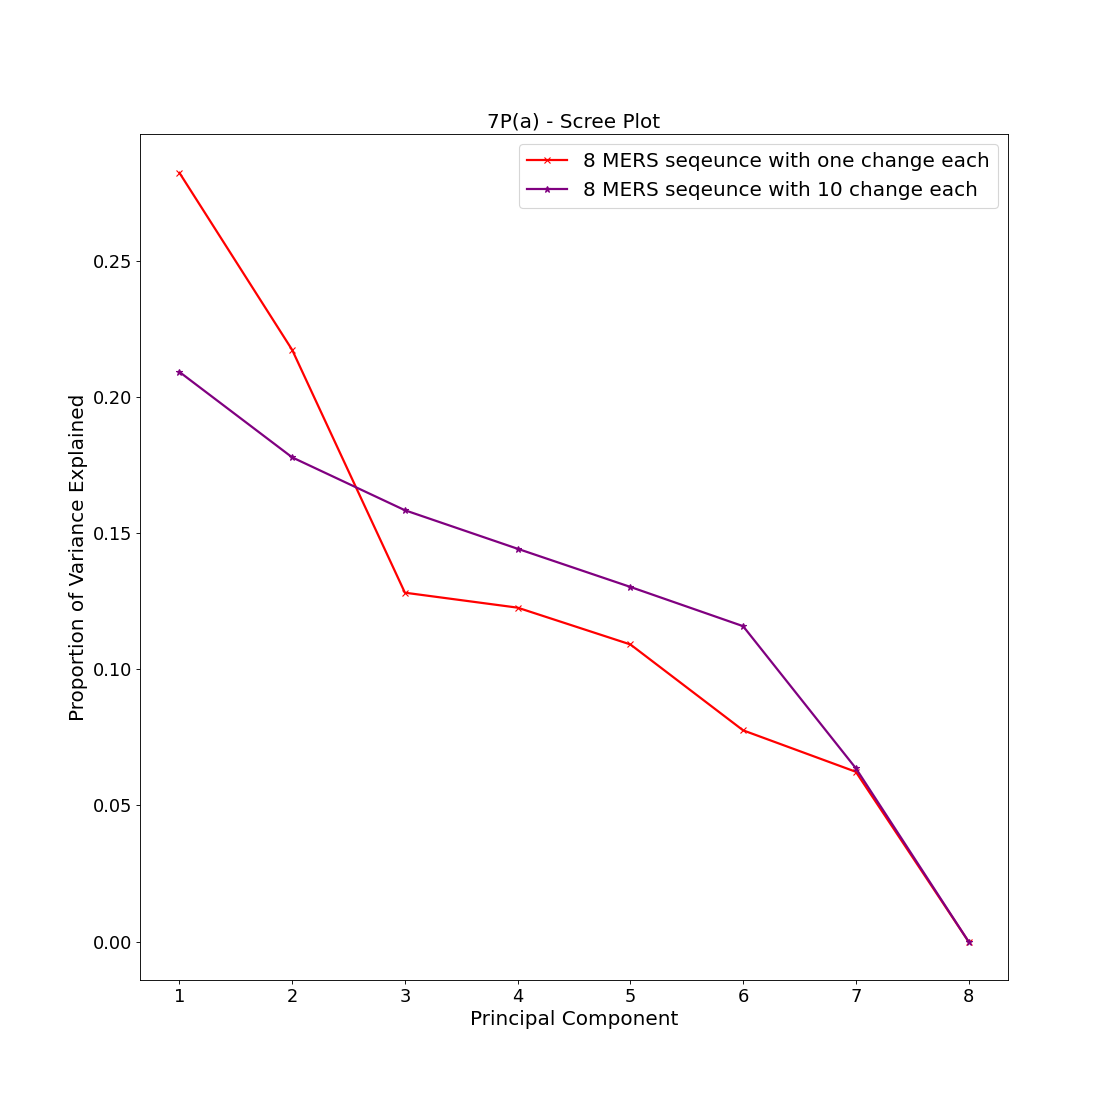 7P(a) - Scree Plot
8 MERS seqeunce with one change each
8 MERS seqeunce with 10 change each
Proportion of Variance Explained
0.25
0.20
0.15
0.10
0.05
0.00
1 2 3 4 5 6 7 8
Principal Component